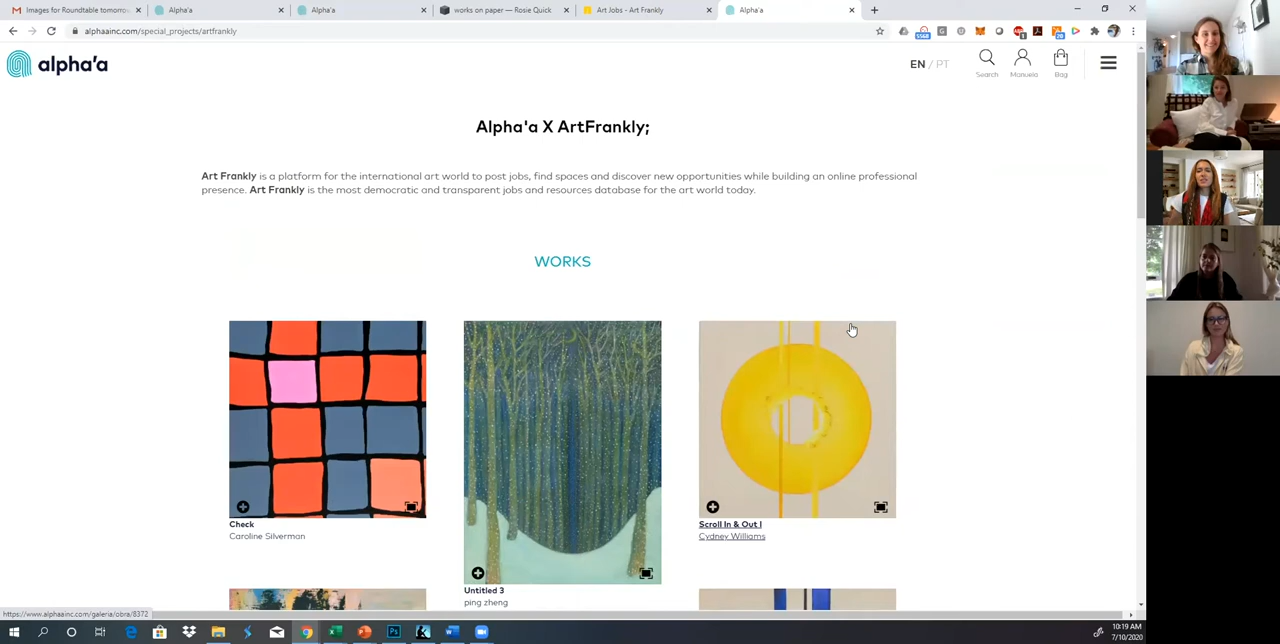 Images for Roundtable tomorrow
Alpha'a
Alpha'a
works on paper — Rosie Quick
Art Jobs - Art Frankly
Alpha'a
alphaainc.com/special_projects/artfrankly
alpha'a
EN / PT
Search
Manuela
Bag
Alpha'a X ArtFrankly;
Art Frankly is a platform for the international art world to post jobs, find spaces and discover new opportunities while building an online professional
presence. Art Frankly is the most democratic and transparent jobs and resources database for the art world today.
WORKS
Check
Caroline Silverman
Untitled 3
ping zheng
Scroll In & Out I
Cydney Williams
https://www.alphaainc.com/galeria/obra/8372
10:19 AM
7/10/2020